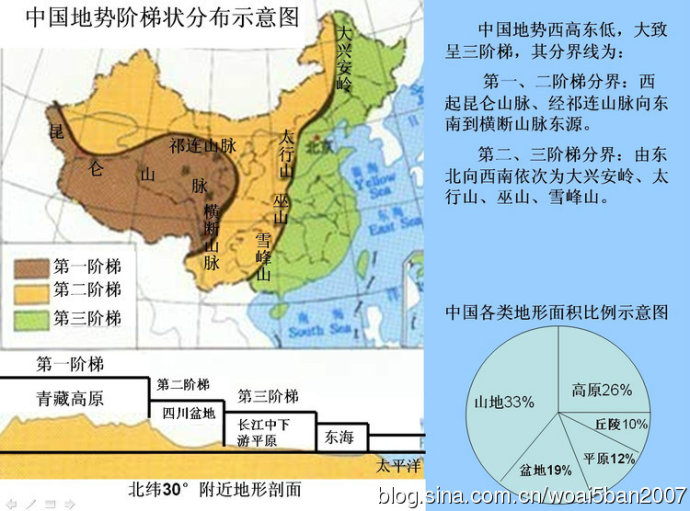 中国地势阶梯状分布示意图
大兴安岭
昆仑山脉
祁连山脉
太行山
北京
横断山脉
巫山
雪峰山
黄海
Yellow Sea
东海
East Sea
南海
South Sea
第一阶梯
第二阶梯
第三阶梯
第一阶梯
青藏高原
第二阶梯
四川盆地
第三阶梯
长江中下
游平原
东海
太平洋
北纬30°附近地形剖面
中国地势西高东低，大致
呈三阶梯，其分界线为：
第一、二阶梯分界：西
起昆仑山脉、经祁连山脉向东
南到横断山脉东源。
第二、三阶梯分界：由东
北向西南依次为大兴安岭、太
行山、巫山、雪峰山。
中国各类地形面积比例示意图
山地33%
高原26%
丘陵10%
平原12%
盆地19%
blog.sina.com.cn/woai5ban2007